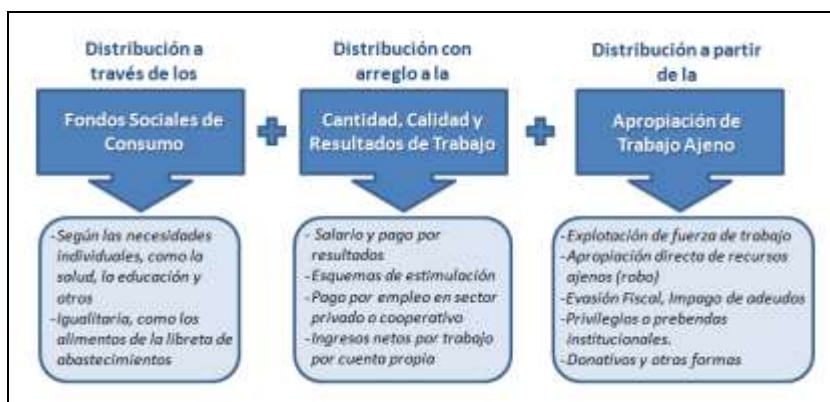 Distribución a
través de los
Fondos Sociales de
Consumo
-Según las necesidades
individuales, como la
salud, la educación y
otros
-Igualitaria, como los
alimentos de la libreta de
abastecimientos
Distribución con
arreglo a la
Cantidad, Calidad y
Resultados de Trabajo
- Salario y pago por
resultados
-Esquemas de estimulación
-Pago por empleo en sector
privado o cooperativo
-Ingresos netos por trabajo
por cuenta propia
Distribución a partir
de la
Apropiación de
Trabajo Ajeno
-Explotación de fuerza de trabajo
-Apropiación directa de recursos
ajenos (robo)
-Evasión Fiscal, Impago de adeudos
-Privilegios o prebendas
institucionales.
-Donativos y otras formas